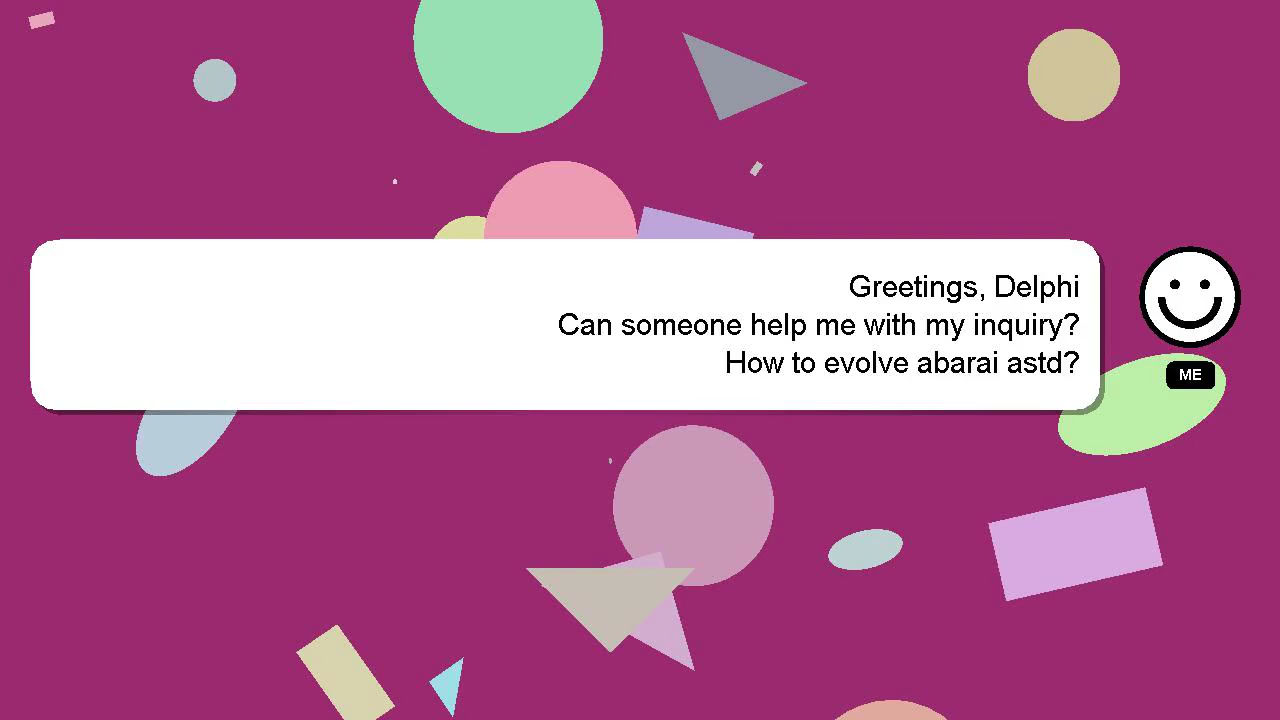 Greetings, Delphi
Can someone help me with my inquiry?
How to evolve abarai astd?
ME